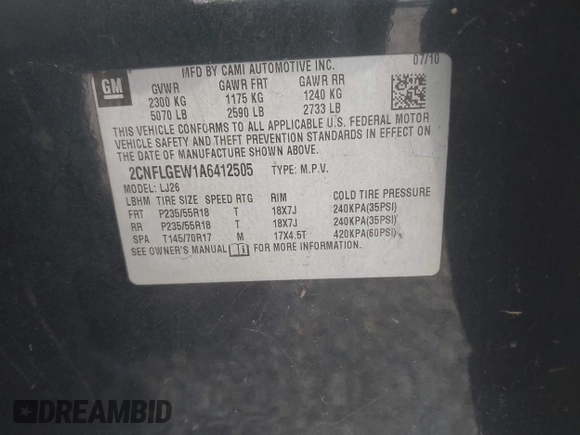 MFD BY CAMI AUTOMOTIVE INC. 07/10
GM
GVWR GAWR FRT GAWR RR
2300 KG 1175 KG 1240 KG
5070 LB 2590 LB 2733 LB
THIS VEHICLE CONFORMS TO ALL APPLICABLE U.S. FEDERAL MOTOR
VEHICLE SAFETY AND THEFT PREVENTION STANDARDS IN EFFECT ON
THE DATE OF MANUFACTURE SHOWN ABOVE.
2CNFLGEW1A6412505 TYPE: M.P.V.
MODEL: LJ26
LBHM TIRE SIZE SPEED RTG RIM COLD TIRE PRESSURE
FRT P235/55R18 T 18X7J 240KPA(35PSI)
RR P235/55R18 T 18X7J 240KPA(35PSI)
SPA T145/70R17 M 17X4.5T 420KPA(60PSI)
SEE OWNER'S MANUAL FOR MORE INFORMATION.
DREAMBID